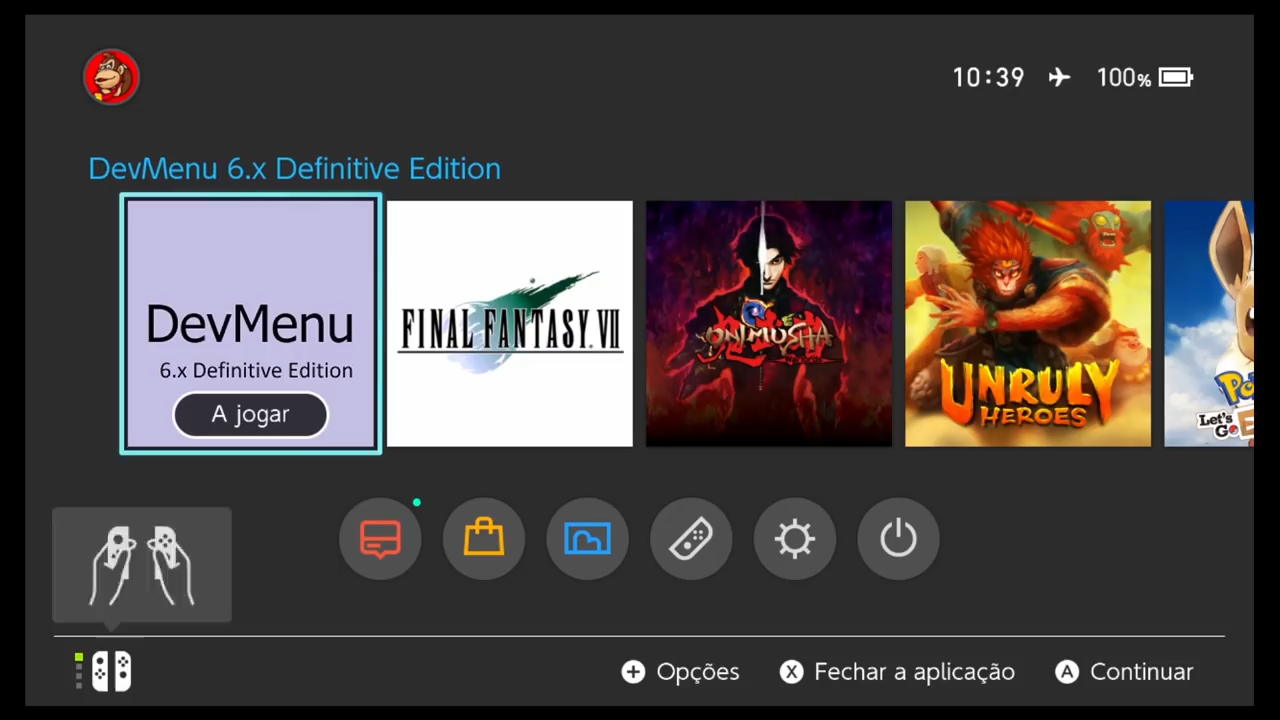 10:39 100%
DevMenu 6.x Definitive Edition
DevMenu
6.x Definitive Edition
A jogar
FINAL FANTASY VII
ONIMUSHA
UNRULY
HEROES
Let's
Go
Opções
X Fechar a aplicação
A Continuar